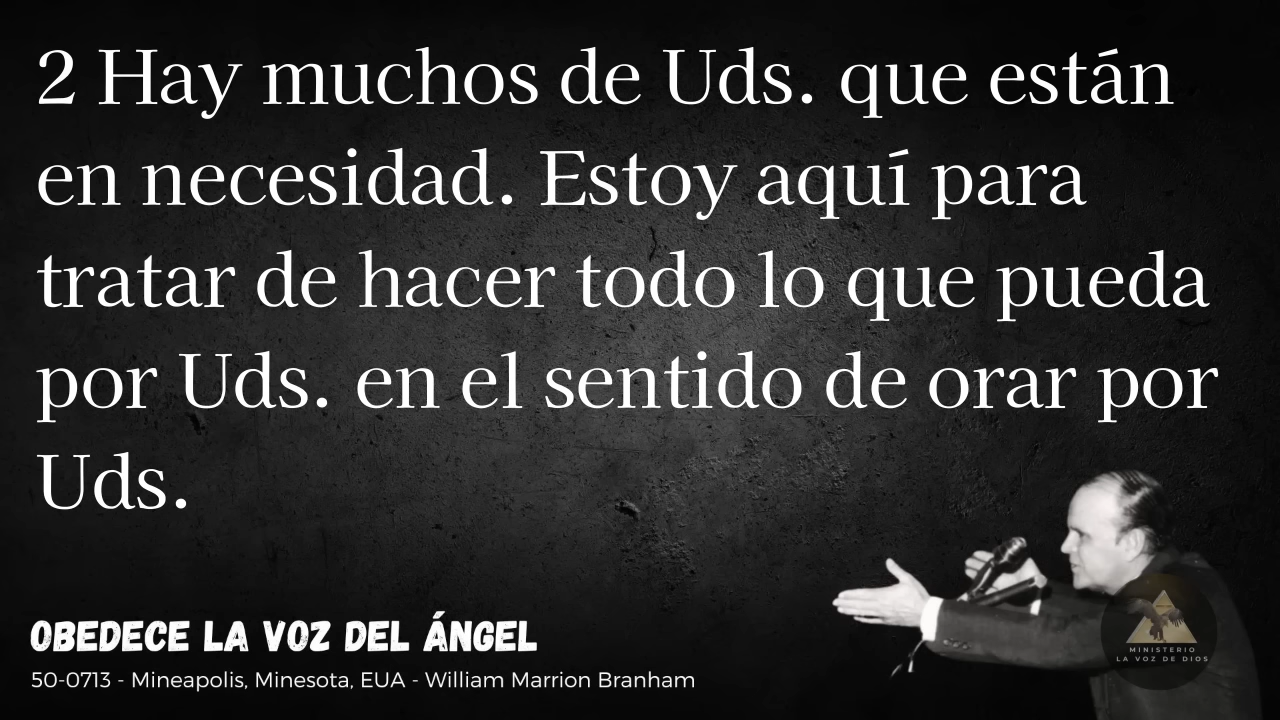 2 Hay muchos de Uds. que están
en necesidad. Estoy aquí para
tratar de hacer todo lo que pueda
por Uds. en el sentido de orar por
Uds.
OBEDECE LA VOZ DEL ÁNGEL
50-0713 - Mineapolis, Minesota, EUA - William Marrion Branham
MINISTERIO
LA VOZ DE DIOS